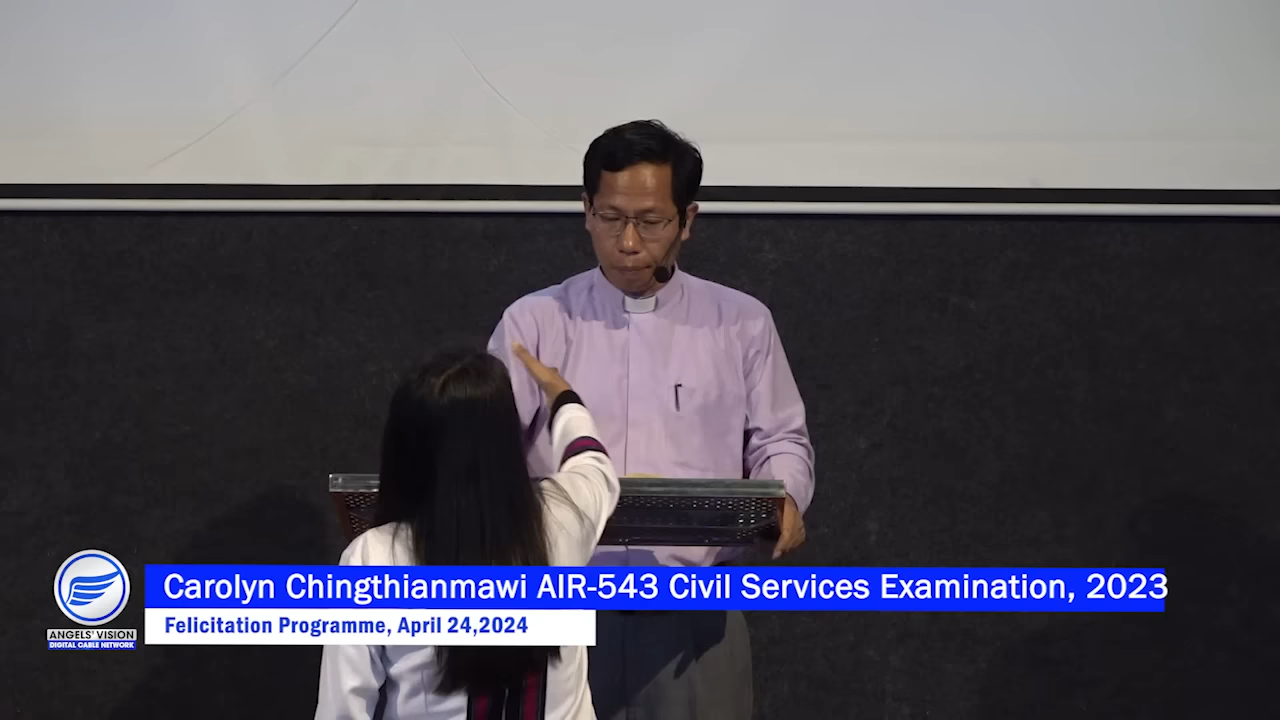 Carolyn Chingthianmawi AIR-543 Civil Services Examination, 2023
Felicitation Programme, April 24,2024
ANGELS' VISION
DIGITAL CABLE NETWORK